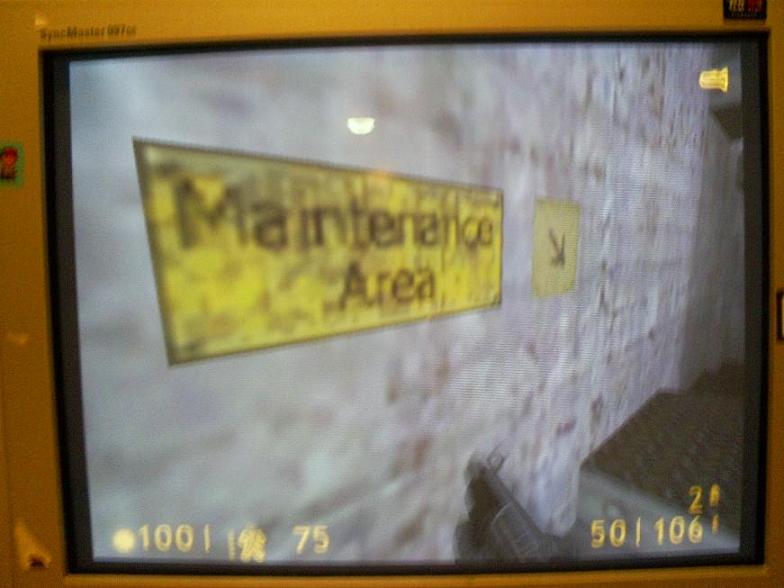 SyncMaster 997DF
Maintenance
Area
2
100 | 75
50 | 106